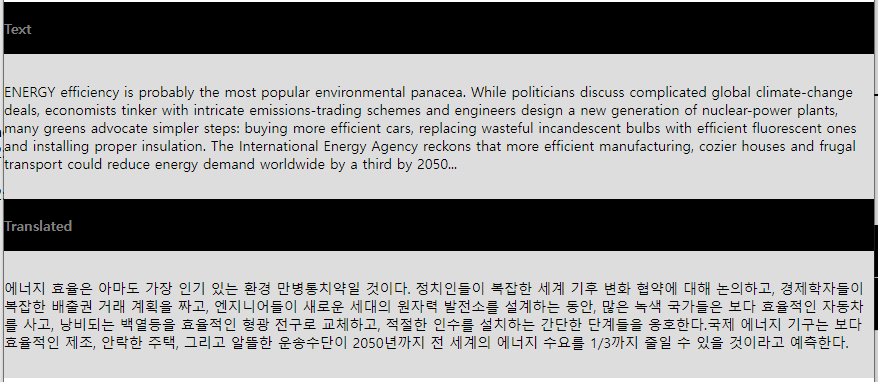 Text
ENERGY efficiency is probably the most popular environmental panacea. While politicians discuss complicated global climate-change
deals, economists tinker with intricate emissions-trading schemes and engineers design a new generation of nuclear-power plants,
many greens advocate simpler steps: buying more efficient cars, replacing wasteful incandescent bulbs with efficient fluorescent ones
and installing proper insulation. The International Energy Agency reckons that more efficient manufacturing, cozier houses and frugal
transport could reduce energy demand worldwide by a third by 2050...
Translated
에너지 효율은 아마도 가장 인기 있는 환경 만병통치약일 것이다. 정치인들이 복잡한 세계 기후 변화 협약에 대해 논의하고, 경제학자들이
복잡한 배출권 거래 계획을 짜고, 엔지니어들이 새로운 세대의 원자력 발전소를 설계하는 동안, 많은 녹색 국가들은 보다 효율적인 자동차
를 사고, 낭비되는 백열등을 효율적인 형광 전구로 교체하고, 적절한 인수를 설치하는 간단한 단계들을 옹호한다.국제 에너지 기구는 보다
효율적인 제조, 안락한 주택, 그리고 알뜰한 운송수단이 2050년까지 전 세계의 에너지 수요를 1/3까지 줄일 수 있을 것이라고 예측한다.